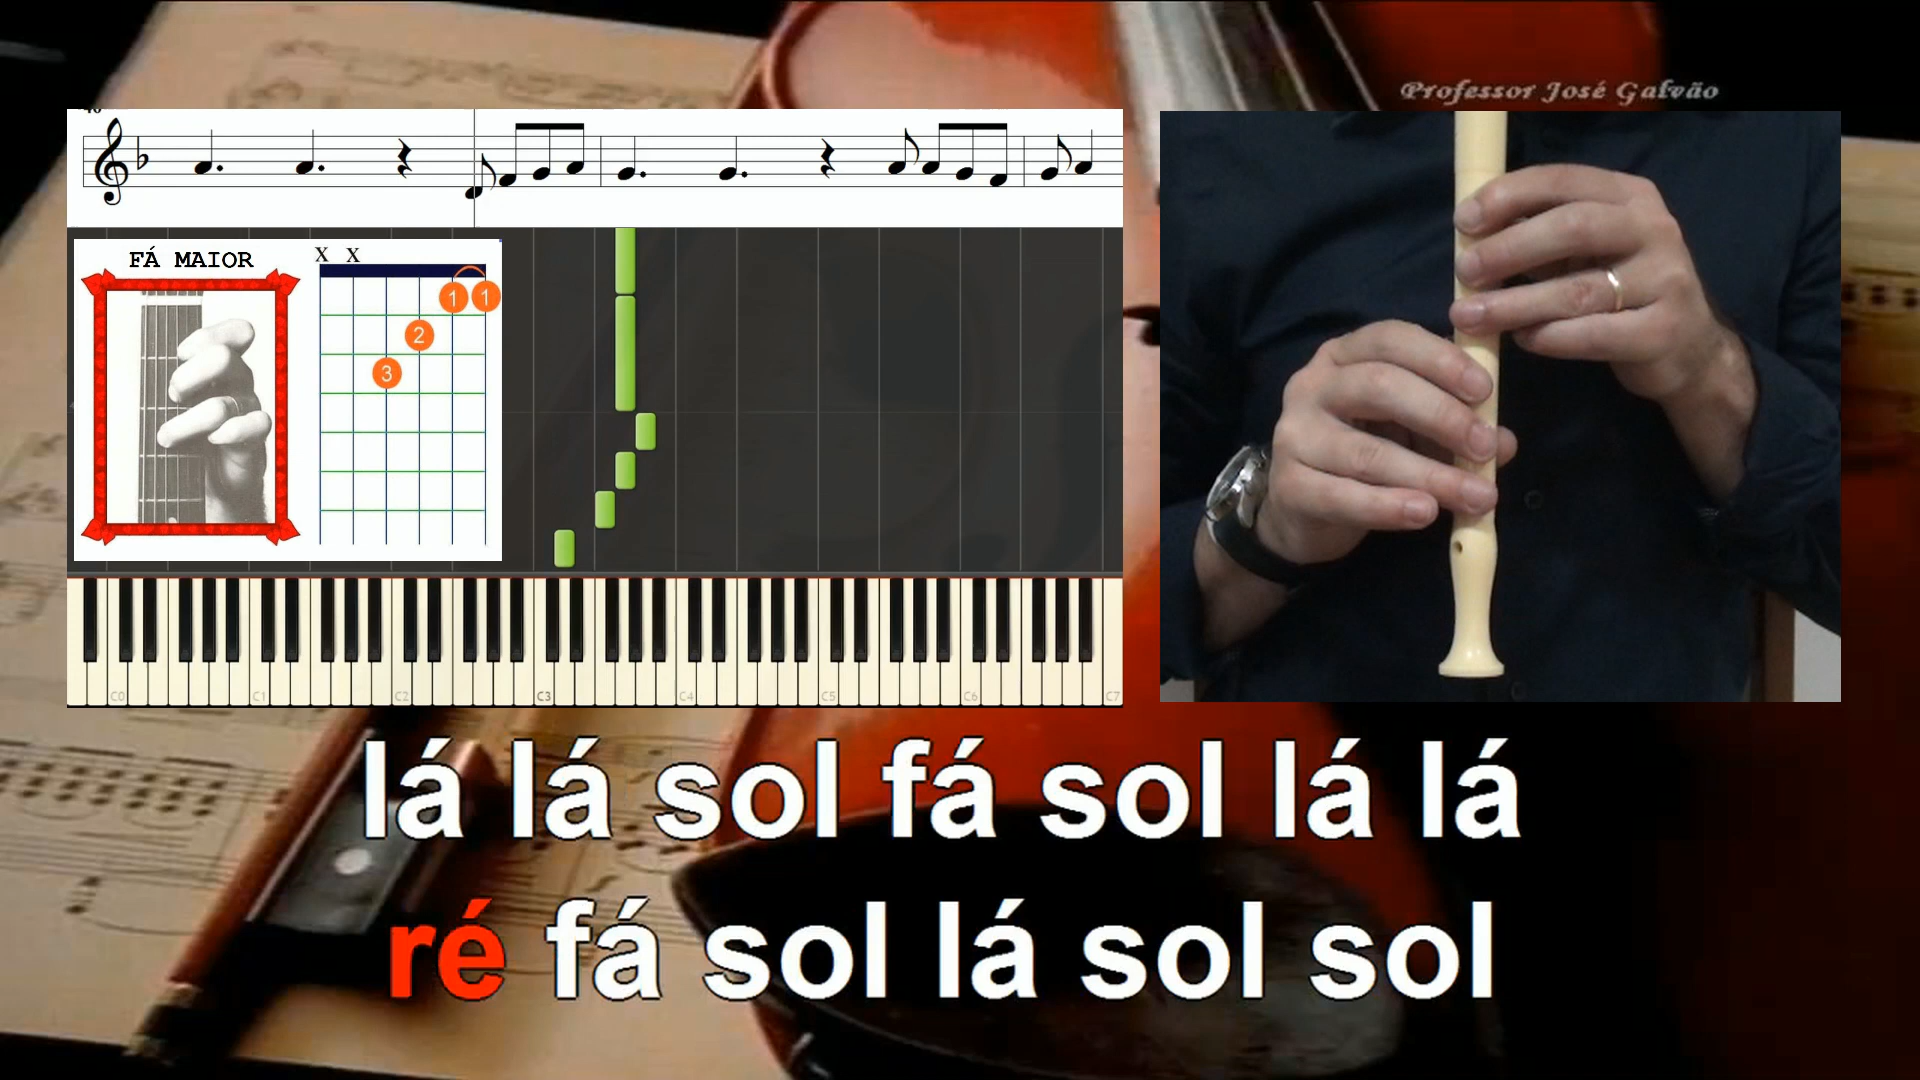 Professor José Galvão
FÁ MAIOR
X X
1 1
2
3
C0 C1 C2 C3 C4 C5 C6 C7
lá lá sol fá sol lá lá
ré fá sol lá sol sol